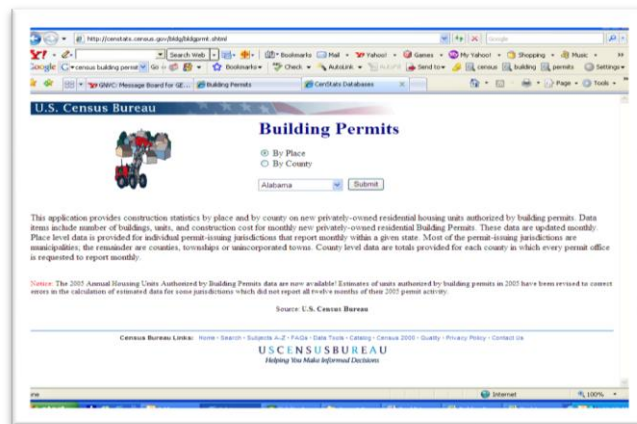 http://censtats.census.gov/bldg/bldgprmt.shtml
Google
Search Web Bookmarks Mail My Yahoo! Games Shopping Music
Google census building permit Go Bookmarks Check AutoLink AutoFill Send to census building permits Settings
GNVC: Message Board for GE... Building Permits CenStats Databases Page Tools
U.S. Census Bureau
Building Permits
By Place
By County
Alabama Submit
This application provides construction statistics by place and by county on new privately-owned residential housing units authorized by building permits. Data
items include number of buildings, units, and construction cost for monthly new privately-owned residential Building Permits. These data are updated monthly.
Place level data is provided for individual permit-issuing jurisdictions that report monthly within a given state. Most of the permit-issuing jurisdictions are
municipalities; the remainder are counties, townships or unincorporated towns. County level data are totals provided for each county in which every permit office
is requested to report monthly.
Notice: The 2005 Annual Housing Units Authorized by Building Permits data are now available! Estimates of units authorized by building permits in 2005 have been revised to correct
errors in the calculation of estimated data for some jurisdictions which did not report all twelve months of their 2005 permit activity.
Source: U.S. Census Bureau
Census Bureau Links: Home - Search - Subjects A-Z - FAQs - Data Tools - Catalog - Census 2000 - Quality - Privacy Policy - Contact Us
USCENSUSBUREAU
Helping You Make Informed Decisions
Internet 100%